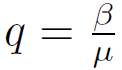 q = β/μ